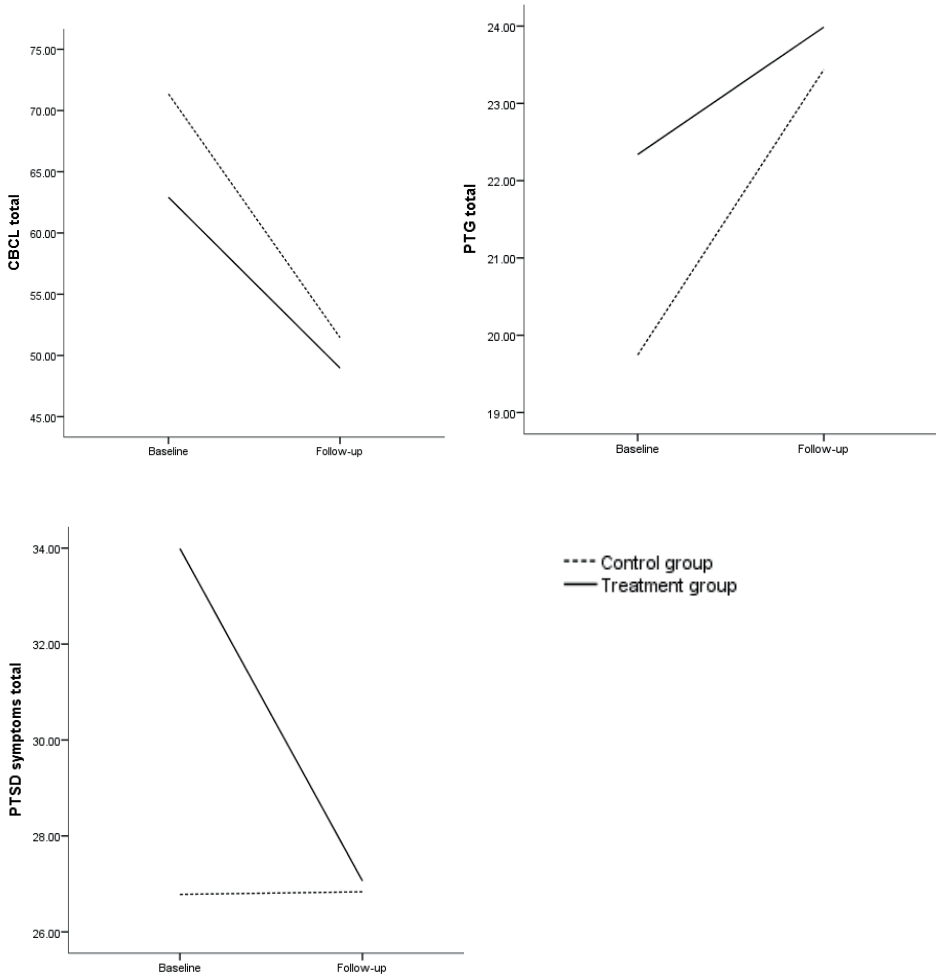 75.00
70.00
65.00
60.00
55.00
50.00
45.00
CBCL total
Baseline
Follow-up
24.00
23.00
22.00
21.00
20.00
19.00
PTG total
Baseline
Follow-up
34.00
32.00
30.00
28.00
26.00
PTSD symptoms total
Baseline
Follow-up
Control group
Treatment group